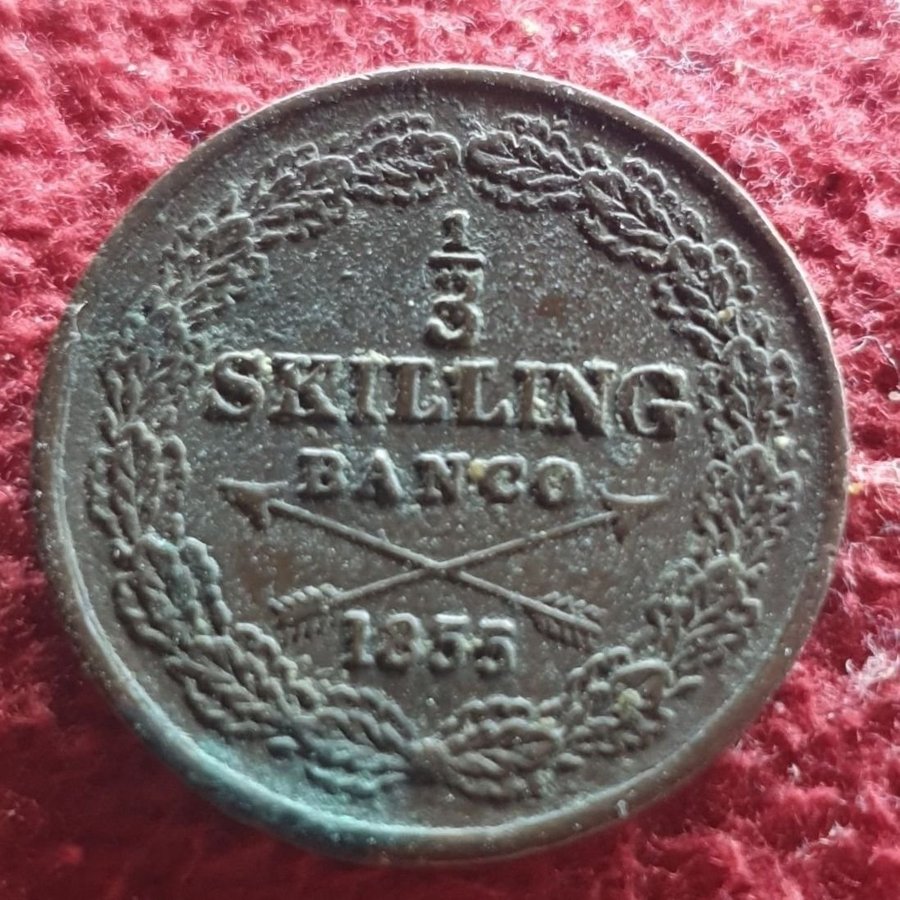 1/3
SKILLING
BANCO
1855